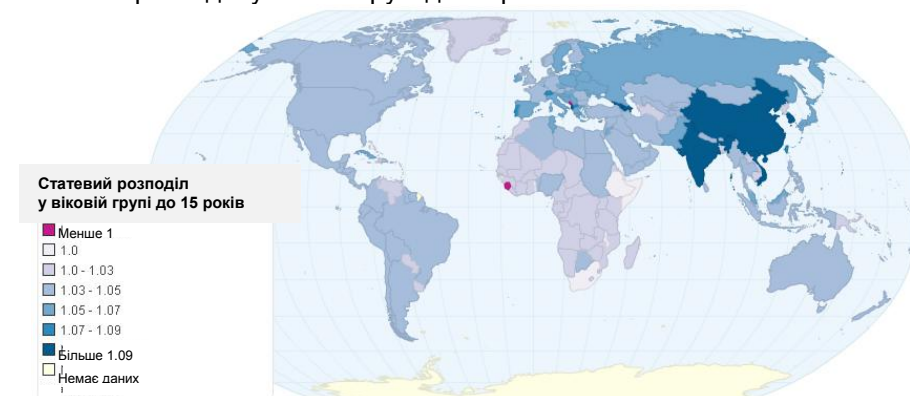 Статевий розподіл
у віковій групі до 15 років
Менше 1
1.0
1.0 - 1.03
1.03 - 1.05
1.05 - 1.07
1.07 - 1.09
Більше 1.09
Немає даних